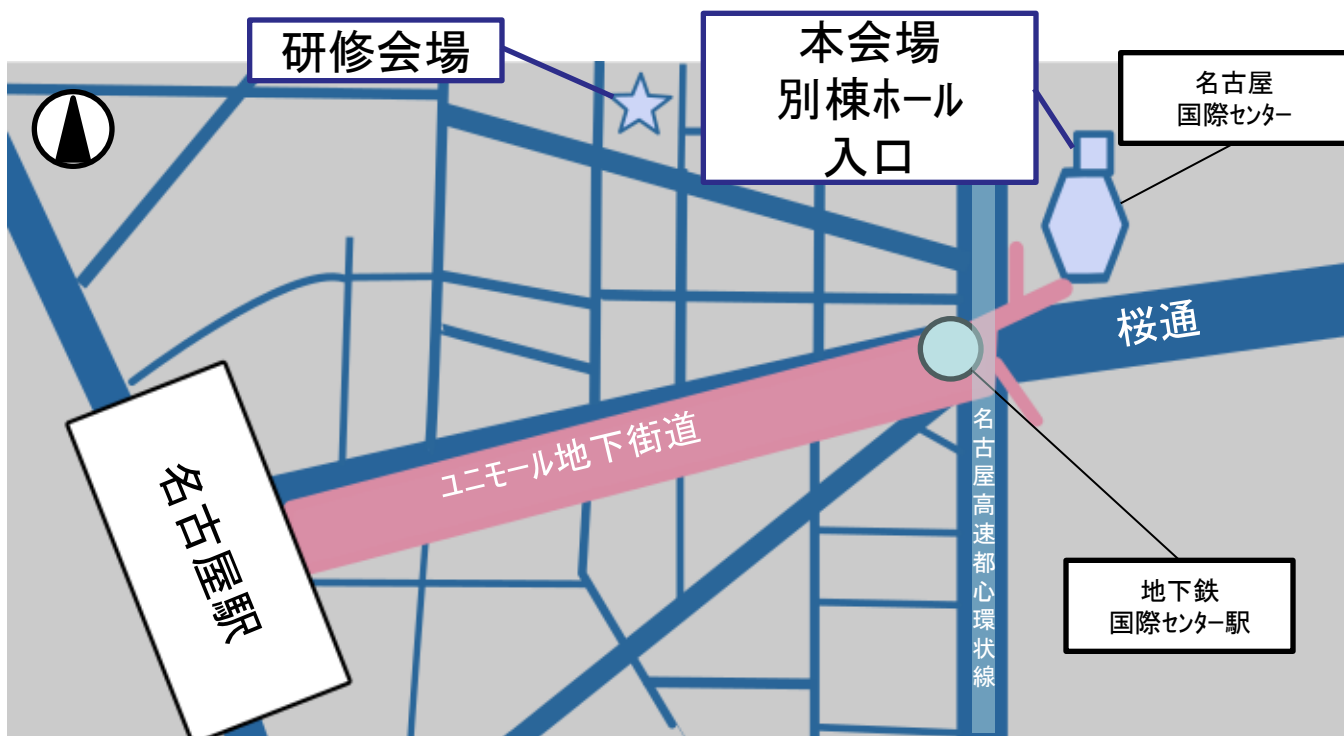 研修会場
本会場
別棟ホール
入口
名古屋
国際センター
桜通
ユニモール地下街道
名古屋駅
名古屋高速都心環状線
地下鉄
国際センター駅